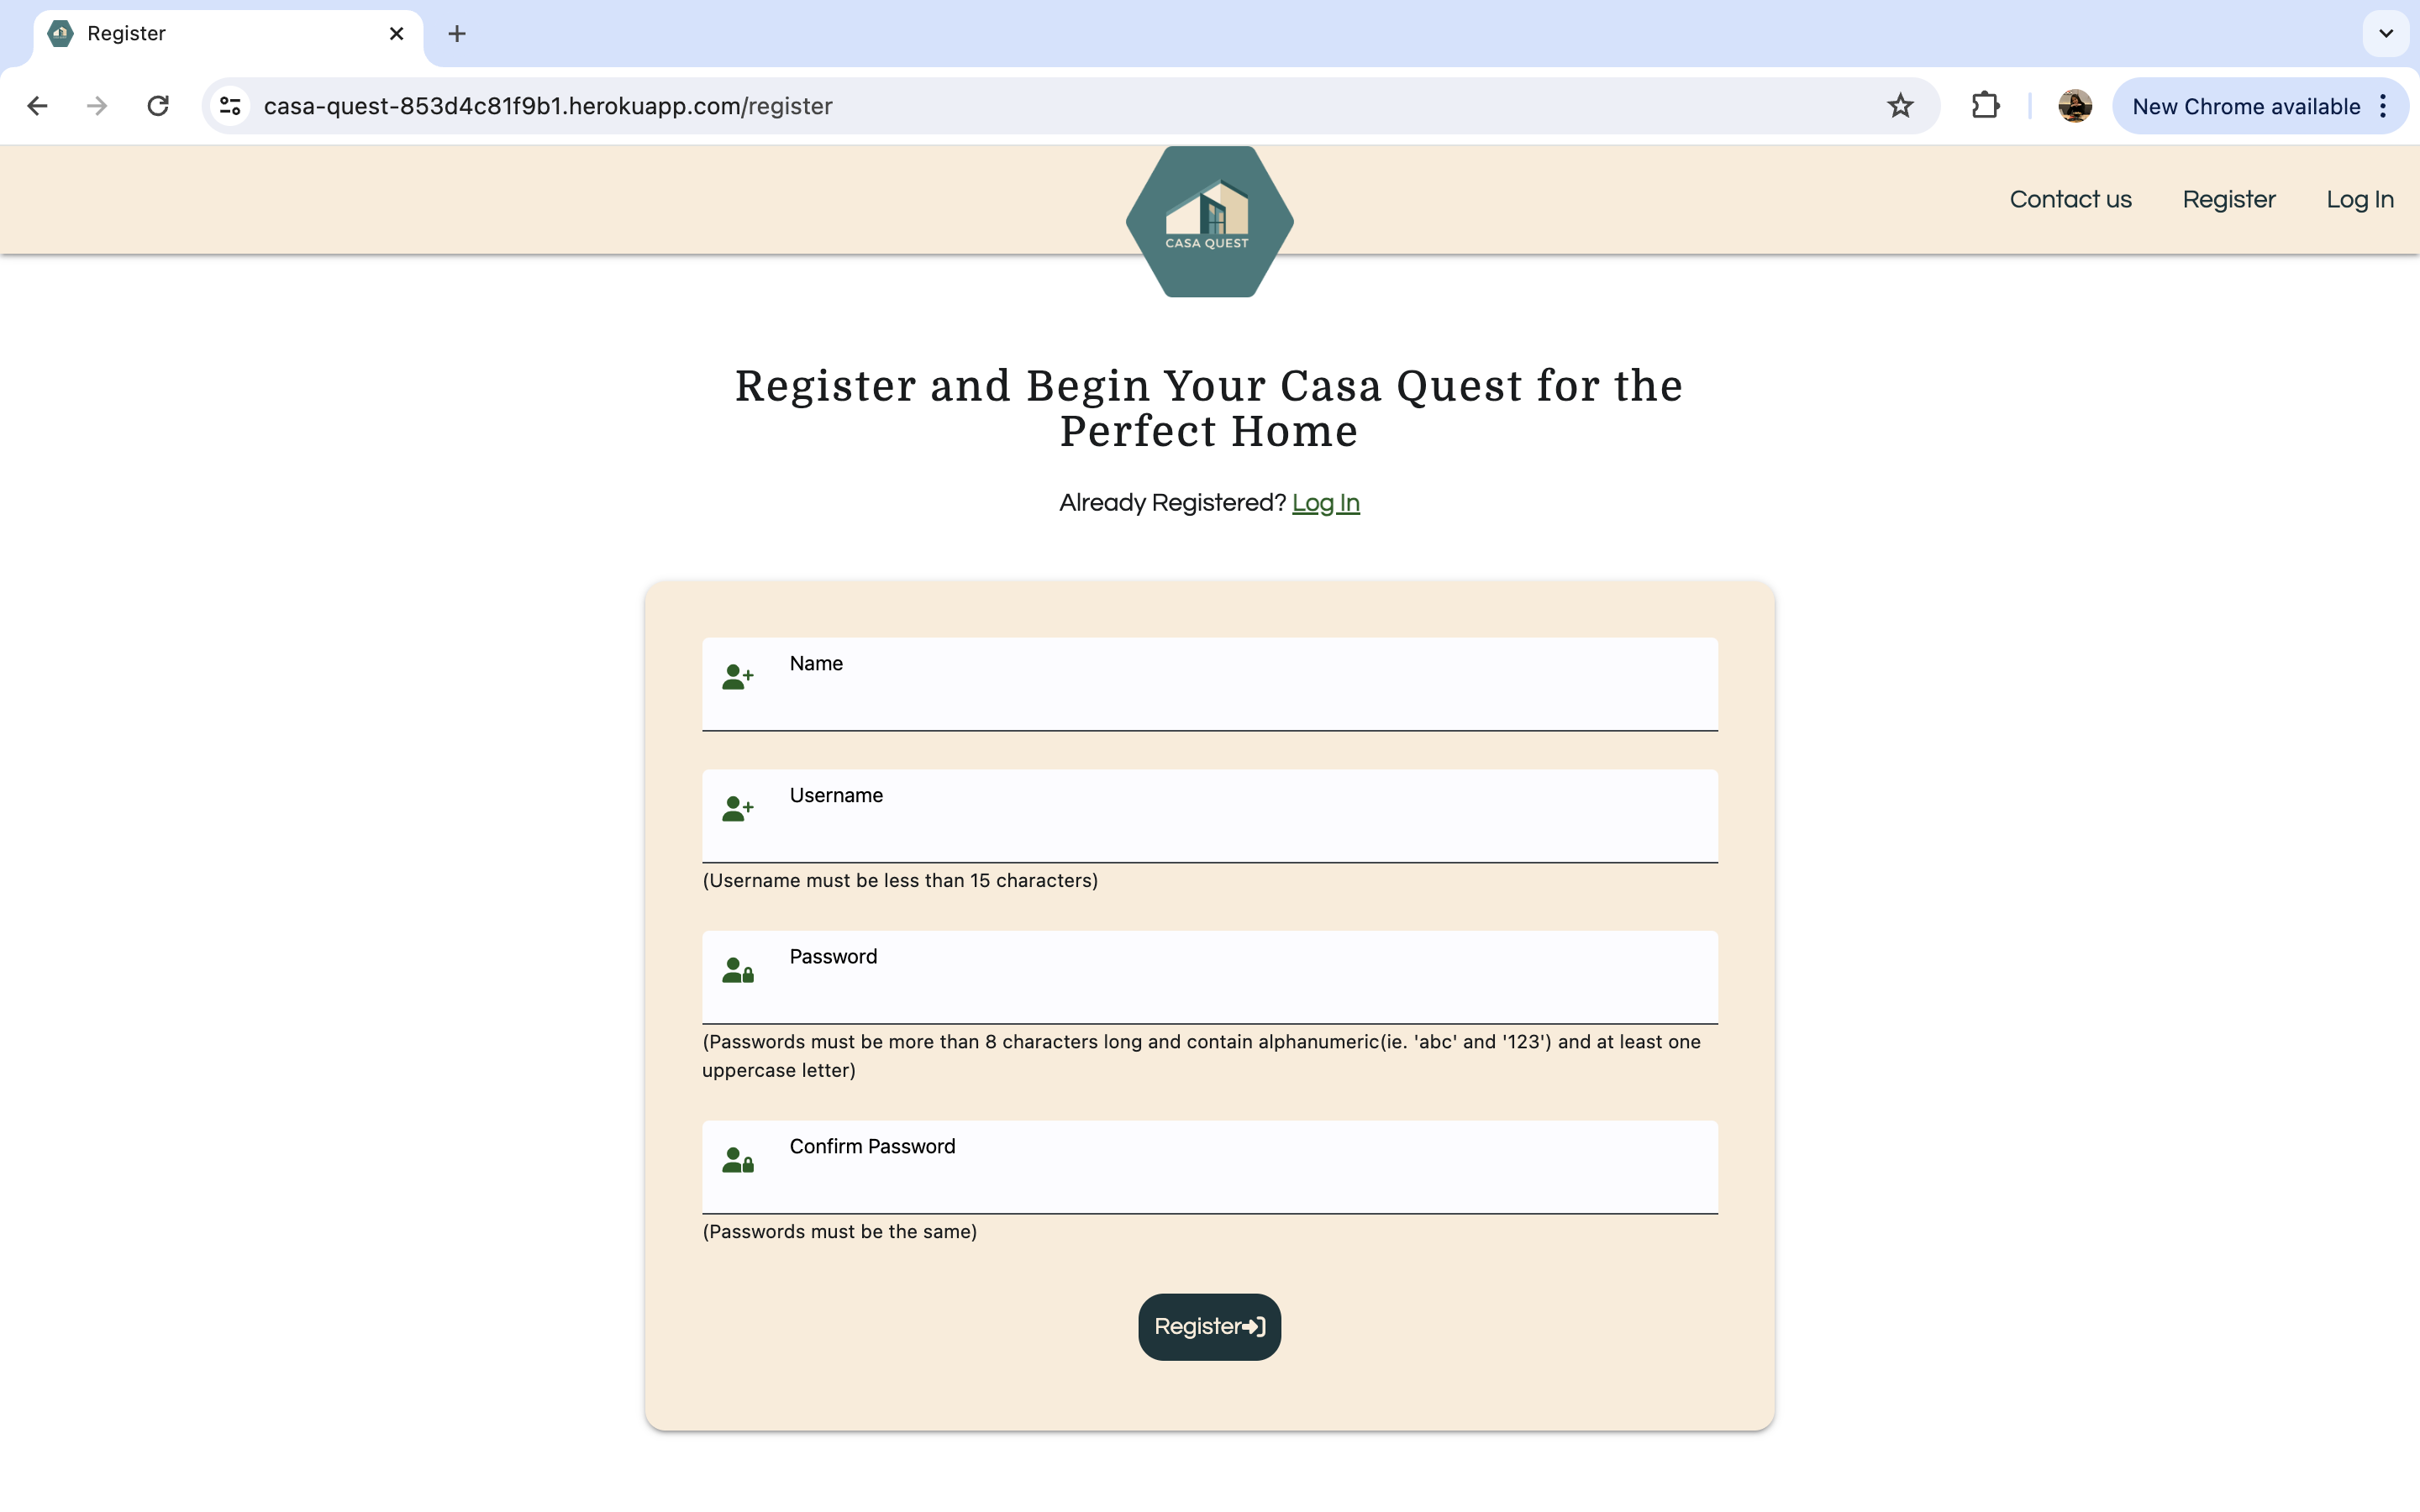 Register
casa-quest-853d4c81f9b1.herokuapp.com/register
New Chrome available
CASA QUEST
Contact us
Register
Log In
Register and Begin Your Casa Quest for the
Perfect Home
Already Registered? Log In
Name
Username
(Username must be less than 15 characters)
Password
(Passwords must be more than 8 characters long and contain alphanumeric(ie. 'abc' and '123') and at least one
uppercase letter)
Confirm Password
(Passwords must be the same)
Register